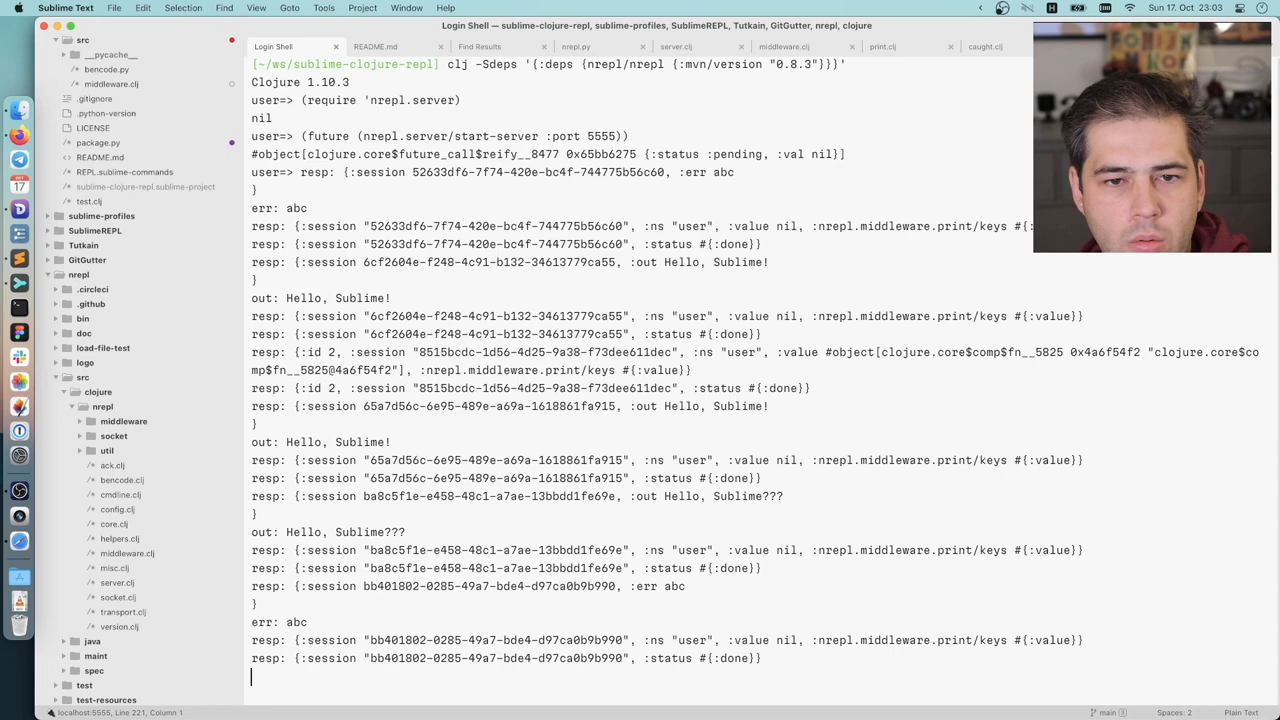 Sublime Text File Edit Selection Find View Goto Tools Project Window Help
Sun 17. Oct 23:03
Login Shell — sublime-clojure-repl, sublime-profiles, SublimeREPL, Tutkain, GitGutter, nrepl, clojure
Login Shell × README.md × Find Results × nrepl.py × server.clj × middleware.clj × print.clj × caught.clj
src
__pycache__
bencode.py
middleware.clj
.gitignore
.python-version
LICENSE
package.py
README.md
REPL.sublime-commands
sublime-clojure-repl.sublime-project
test.clj
sublime-profiles
SublimeREPL
Tutkain
GitGutter
nrepl
.circleci
.github
bin
doc
load-file-test
logo
src
clojure
nrepl
middleware
socket
util
ack.clj
bencode.clj
cmdline.clj
config.clj
core.clj
helpers.clj
middleware.clj
misc.clj
server.clj
socket.clj
transport.clj
version.clj
java
maint
spec
test
test-resources
[~/ws/sublime-clojure-repl] clj -Sdeps '{:deps {nrepl/nrepl {:mvn/version "0.8.3"}}}'
Clojure 1.10.3
user=> (require 'nrepl.server)
nil
user=> (future (nrepl.server/start-server :port 5555))
#object[clojure.core$future_call$reify__8477 0x65bb6275 {:status :pending, :val nil}]
user=> resp: {:session 52633df6-7f74-420e-bc4f-744775b56c60, :err abc
}
err: abc
resp: {:session "52633df6-7f74-420e-bc4f-744775b56c60", :ns "user", :value nil, :nrepl.middleware.print/keys #{:
resp: {:session "52633df6-7f74-420e-bc4f-744775b56c60", :status #{:done}}
resp: {:session 6cf2604e-f248-4c91-b132-34613779ca55, :out Hello, Sublime!
}
out: Hello, Sublime!
resp: {:session "6cf2604e-f248-4c91-b132-34613779ca55", :ns "user", :value nil, :nrepl.middleware.print/keys #{:value}}
resp: {:session "6cf2604e-f248-4c91-b132-34613779ca55", :status #{:done}}
resp: {:id 2, :session "8515bcdc-1d56-4d25-9a38-f73dee611dec", :ns "user", :value #object[clojure.core$comp$fn__5825 0x4a6f54f2 "clojure.core$co
mp$fn__5825@4a6f54f2"], :nrepl.middleware.print/keys #{:value}}
resp: {:id 2, :session "8515bcdc-1d56-4d25-9a38-f73dee611dec", :status #{:done}}
resp: {:session 65a7d56c-6e95-489e-a69a-1618861fa915, :out Hello, Sublime!
}
out: Hello, Sublime!
resp: {:session "65a7d56c-6e95-489e-a69a-1618861fa915", :ns "user", :value nil, :nrepl.middleware.print/keys #{:value}}
resp: {:session "65a7d56c-6e95-489e-a69a-1618861fa915", :status #{:done}}
resp: {:session ba8c5f1e-e458-48c1-a7ae-13bbdd1fe69e, :out Hello, Sublime???
}
out: Hello, Sublime???
resp: {:session "ba8c5f1e-e458-48c1-a7ae-13bbdd1fe69e", :ns "user", :value nil, :nrepl.middleware.print/keys #{:value}}
resp: {:session "ba8c5f1e-e458-48c1-a7ae-13bbdd1fe69e", :status #{:done}}
resp: {:session bb401802-0285-49a7-bde4-d97ca0b9b990, :err abc
}
err: abc
resp: {:session "bb401802-0285-49a7-bde4-d97ca0b9b990", :ns "user", :value nil, :nrepl.middleware.print/keys #{:value}}
resp: {:session "bb401802-0285-49a7-bde4-d97ca0b9b990", :status #{:done}}
localhost:5555, Line 221, Column 1
main 3
Spaces: 2
Plain Text
OCT
17